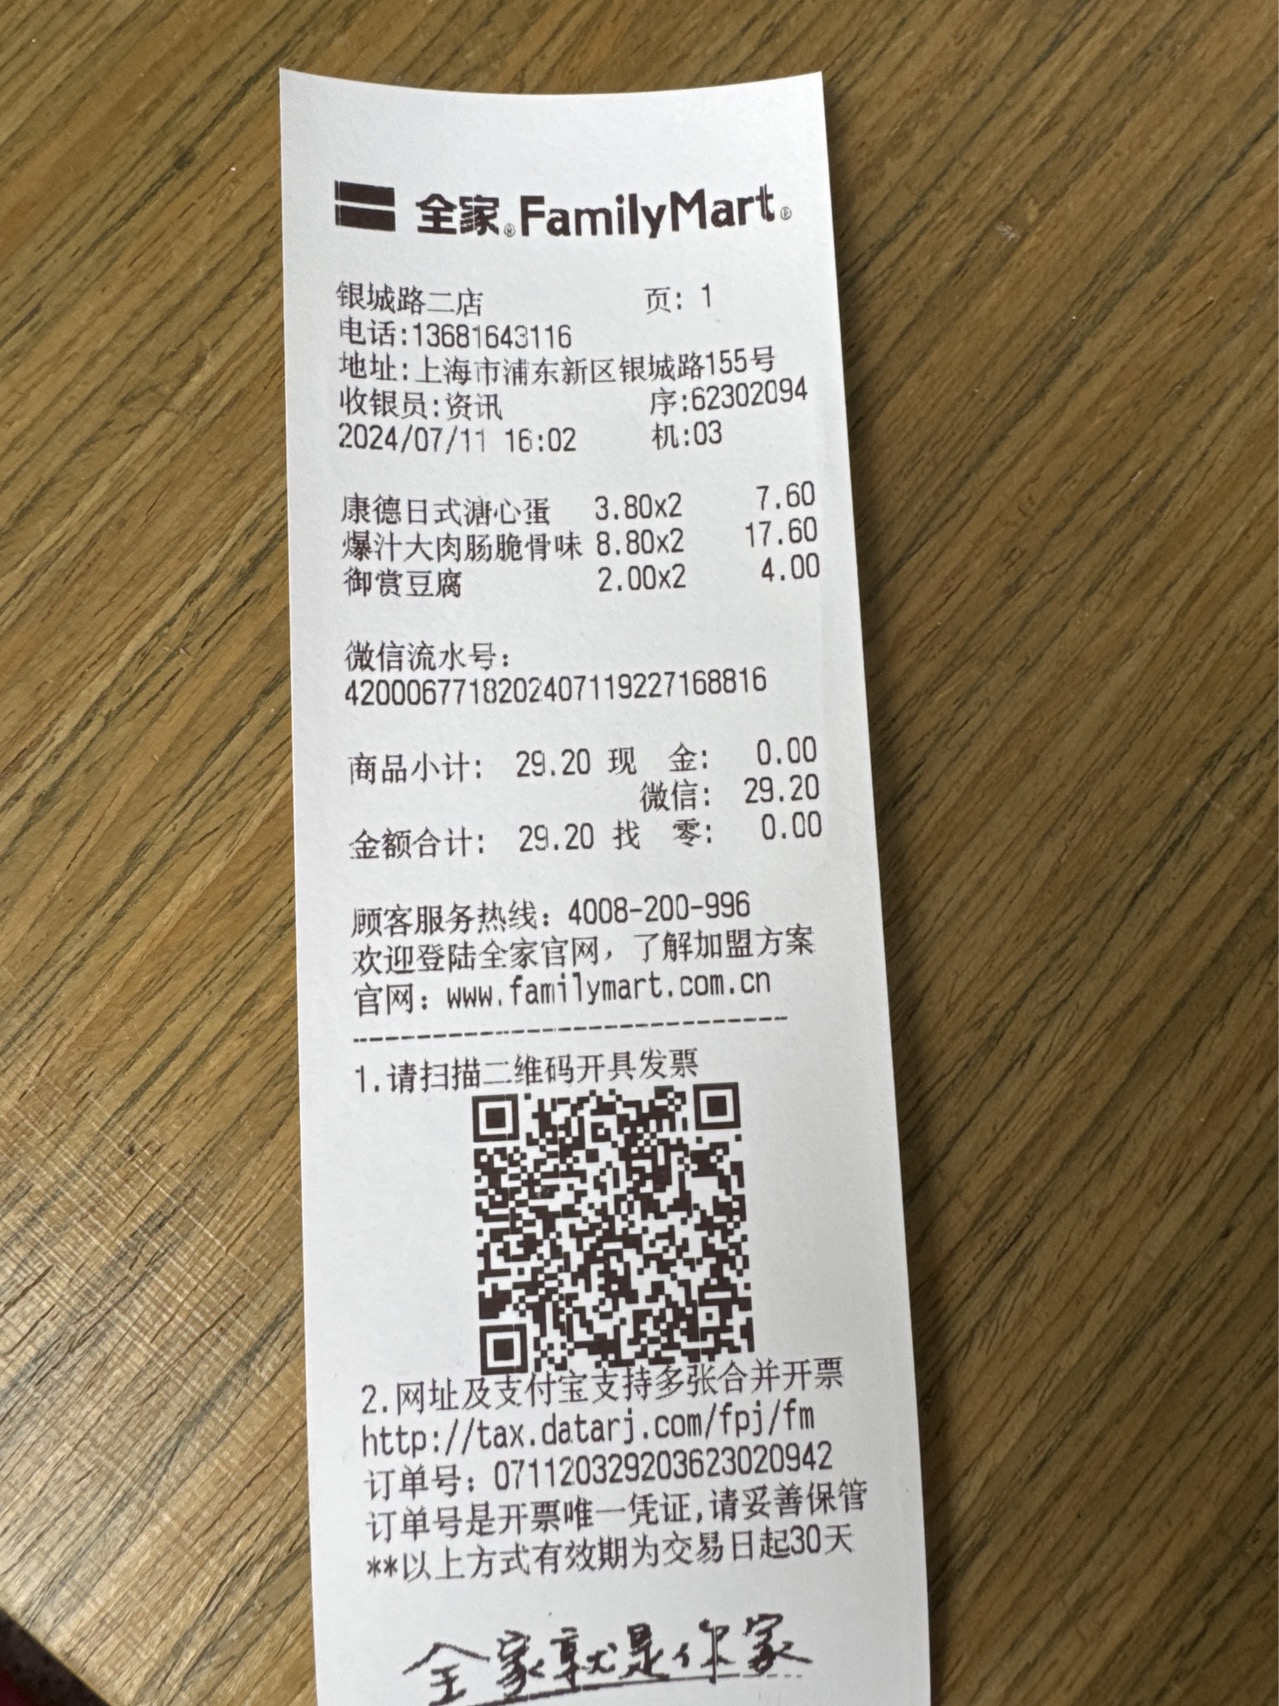 全家® FamilyMart®
银城路二店 页: 1
电话:13681643116
地址:上海市浦东新区银城路155号
收银员:资讯 序:62302094
2024/07/11 16:02 机:03
康德日式溏心蛋 3.80x2 7.60
爆汁大肉肠脆骨味 8.80x2 17.60
御赏豆腐 2.00x2 4.00
微信流水号:
4200067718202407119227168816
商品小计: 29.20 现 金: 0.00
微信: 29.20
金额合计: 29.20 找 零: 0.00
顾客服务热线: 4008-200-996
欢迎登陆全家官网, 了解加盟方案
官网: www.familymart.com.cn
1.请扫描二维码开具发票
2.网址及支付宝支持多张合并开票
http://tax.datarj.com/fpj/fm
订单号: 071120329203623020942
订单号是开票唯一凭证,请妥善保管
**以上方式有效期为交易日起30天
全家就是你家